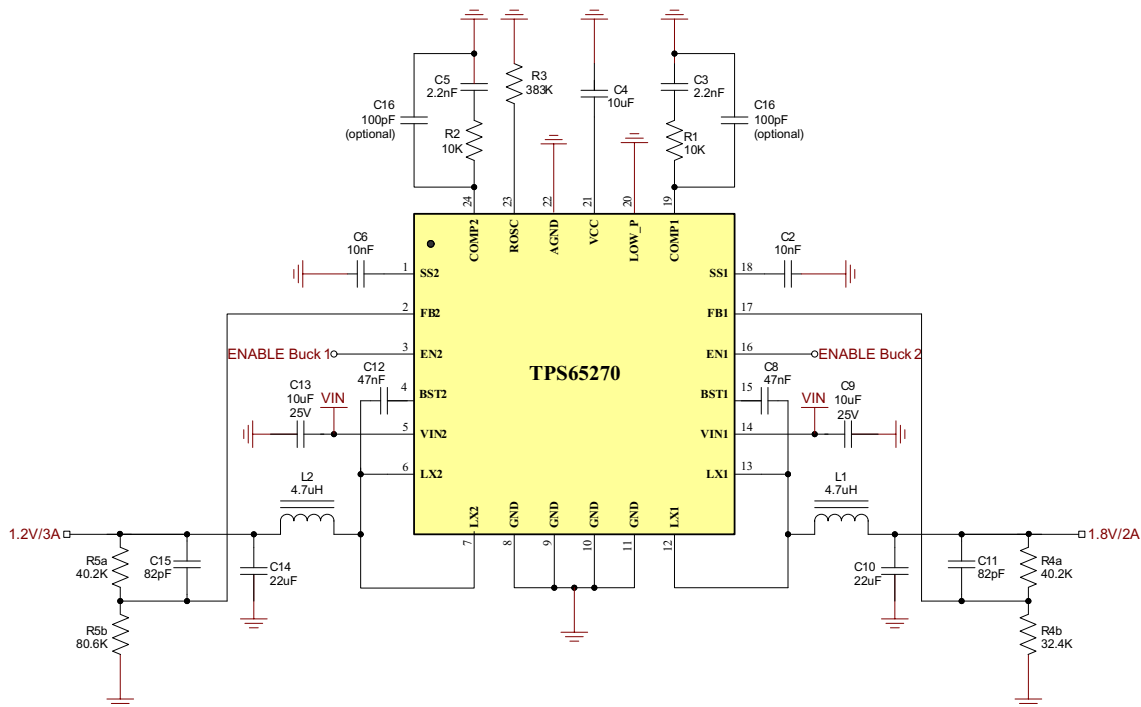 C5
2.2nF
R3
383K
C4
10uF
C3
2.2nF
C16
100pF
(optional)
R2
10K
R1
10K
C16
100pF
(optional)
24
23
22
21
20
19
COMP2
ROSC
AGND
VCC
LOW_P
COMP1
C6
10nF
1
SS2
SS1
18
C2
10nF
2
FB2
FB1
17
ENABLE Buck 1
3
EN2
EN1
16
ENABLE Buck 2
TPS65270
C12
47nF
4
BST2
BST1
15
C8
47nF
C13
10uF
25V
VIN
5
VIN2
VIN1
14
VIN
C9
10uF
25V
6
LX2
LX1
13
L2
4.7uH
L1
4.7uH
LX2
GND
GND
GND
GND
LX1
7
8
9
10
11
12
1.2V/3A
1.8V/2A
R5a
40.2K
C15
82pF
C14
22uF
C10
22uF
C11
82pF
R4a
40.2K
R5b
80.6K
R4b
32.4K